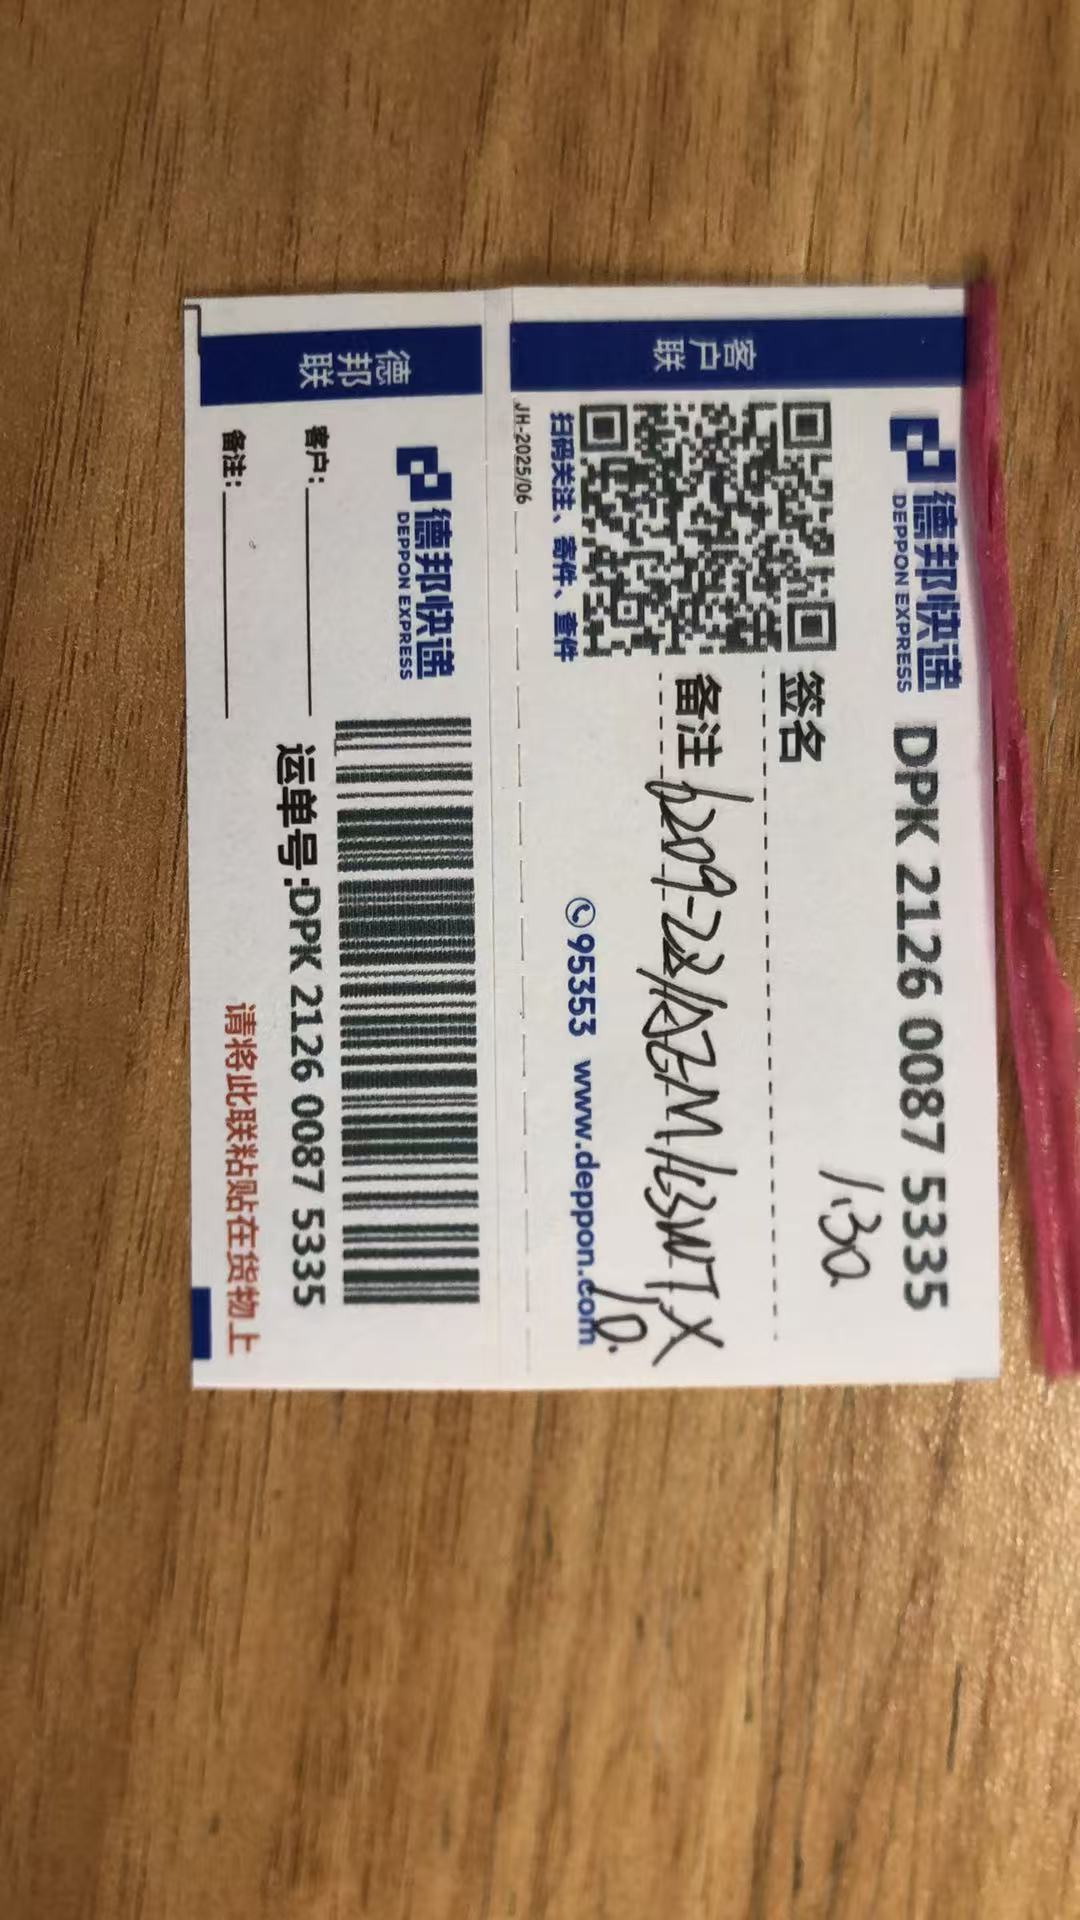 客户联
德邦快递 DPK 2126 0087 5335
DEPPON EXPRESS
1.30
签名
备注 6209-28/
扫码关注、寄件、查件
95353 www.deppon.com
10.
JH-2025/06
德邦联
德邦快递
DEPPON EXPRESS
客户:
运单号:DPK 2126 0087 5335
备注:
请将此联粘贴在货物上